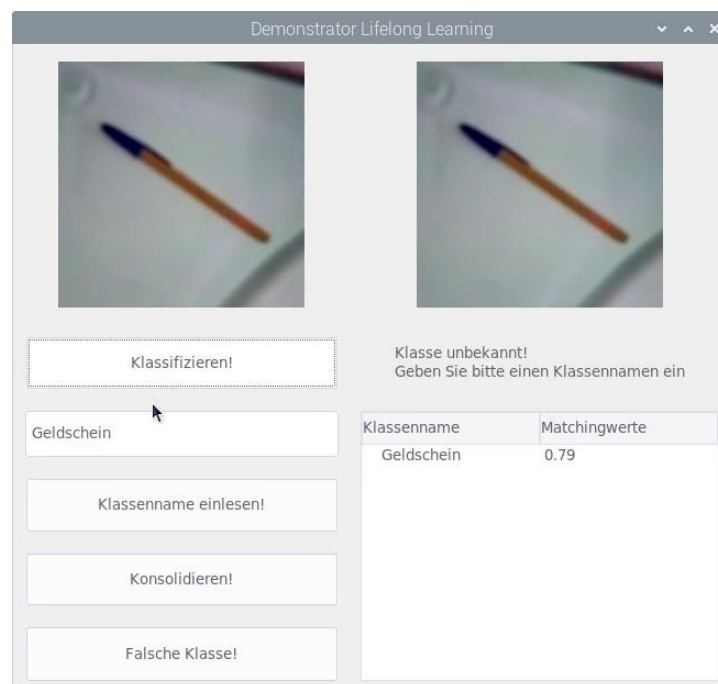 Demonstrator Lifelong Learning
Klassifizieren!
Klasse unbekannt!
Geben Sie bitte einen Klassennamen ein
Geldschein
Klassenname einlesen!
Konsolidieren!
Falsche Klasse!
Klassenname Matchingwerte
Geldschein 0.79